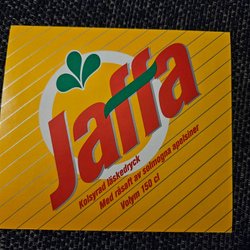 Jaffa
Kolsyrad läskedryck
Med råsaft av solmogna apelsiner
Volym 150 cl